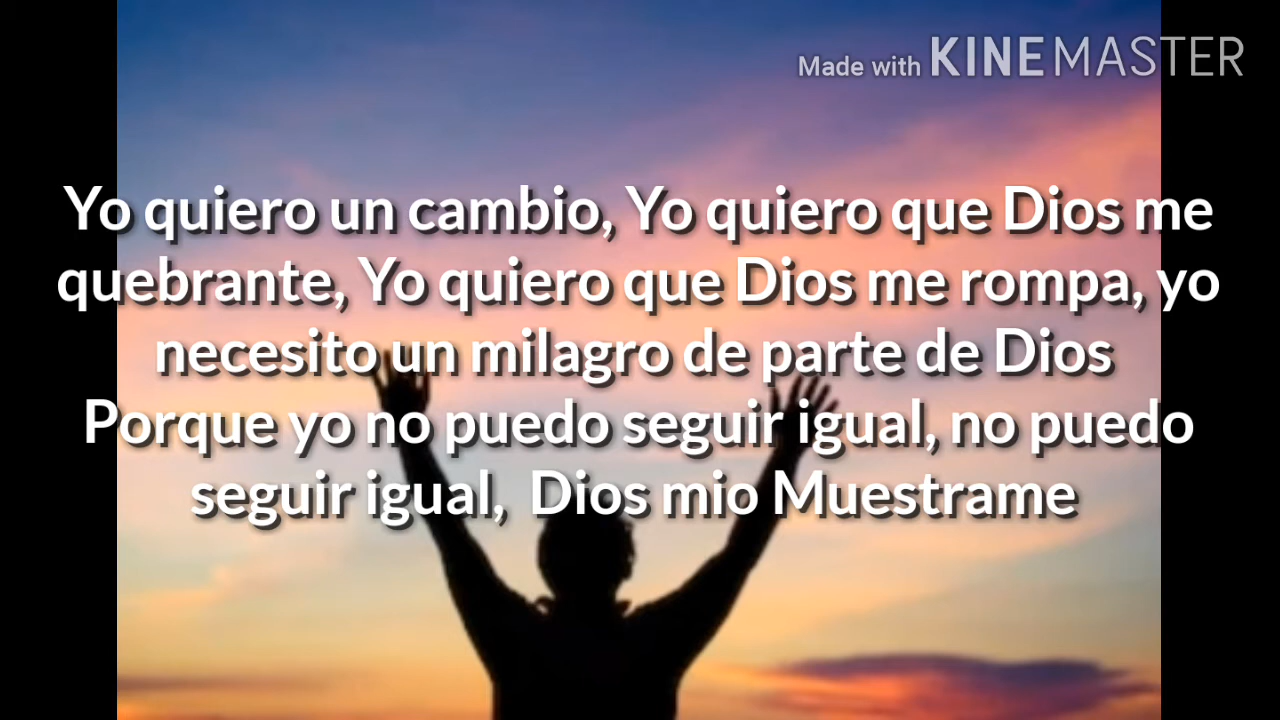 Made with KINEMASTER
Yo quiero un cambio, Yo quiero que Dios me
quebrante, Yo quiero que Dios me rompa, yo
necesito un milagro de parte de Dios
Porque yo no puedo seguir igual, no puedo
seguir igual, Dios mio Muestrame